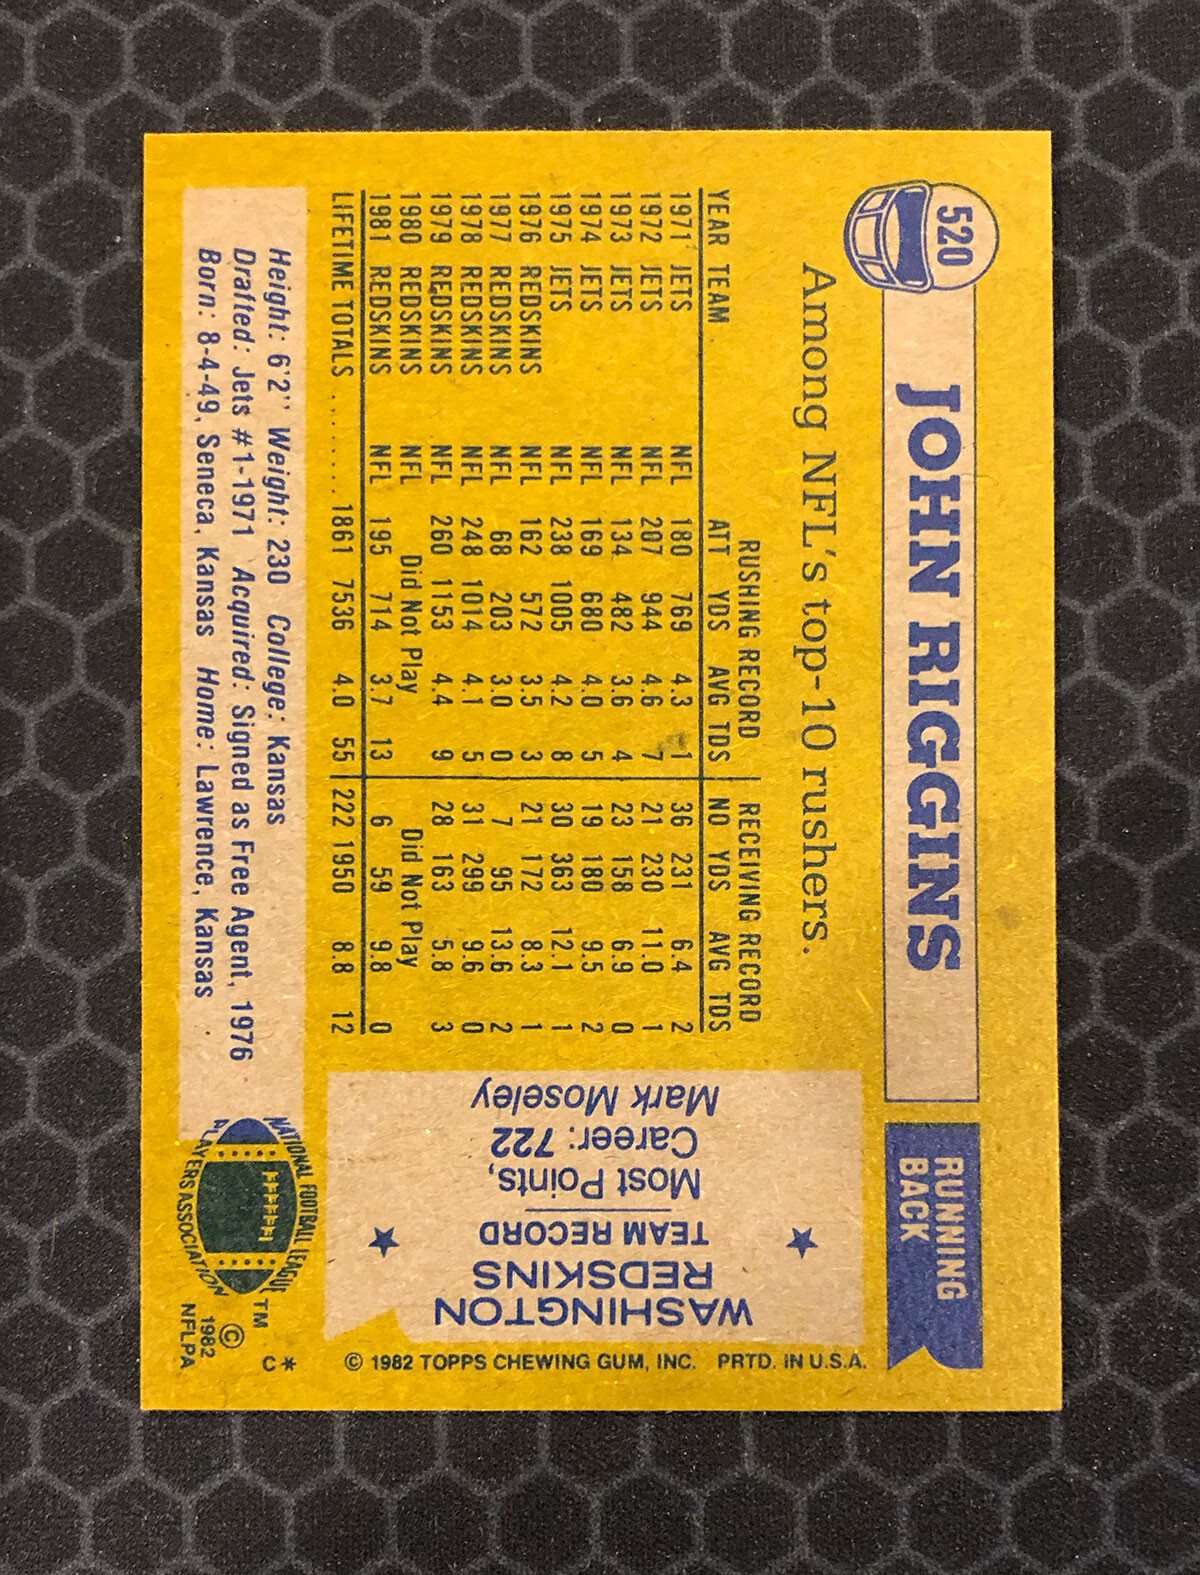 520
JOHN RIGGINS
RUNNING
BACK
Among NFL's top-10 rushers.
RUSHING RECORD RECEIVING RECORD
YEAR TEAM ATT YDS AVG TDS NO YDS AVG TDS
1971 JETS NFL 180 769 4.3 1 36 231 6.4 2
1972 JETS NFL 207 944 4.6 7 21 230 11.0 1
1973 JETS NFL 134 482 3.6 4 23 158 6.9 0
1974 JETS NFL 169 680 4.0 5 19 180 9.5 2
1975 JETS NFL 238 1005 4.2 8 30 363 12.1 1
1976 REDSKINS NFL 162 572 3.5 3 21 172 8.3 1
1977 REDSKINS NFL 68 203 3.0 0 7 95 13.6 2
1978 REDSKINS NFL 248 1014 4.1 5 31 299 9.6 0
1979 REDSKINS NFL 260 1153 4.4 9 28 163 5.8 3
1980 REDSKINS NFL Did Not Play Did Not Play
1981 REDSKINS NFL 195 714 3.7 13 6 59 9.8 0
LIFETIME TOTALS .......... 1861 7536 4.0 55 222 1950 8.8 12
Height: 6'2" Weight: 230 College: Kansas
Drafted: Jets #1-1971 Acquired: Signed as Free Agent, 1976
Born: 8-4-49, Seneca, Kansas Home: Lawrence, Kansas
WASHINGTON
REDSKINS
TEAM RECORD
Most Points,
Career: 722
Mark Moseley
NATIONAL FOOTBALL LEAGUE
PLAYERS ASSOCIATION
TM
©
1982
NFLPA
C*
© 1982 TOPPS CHEWING GUM, INC. PRTD. IN U.S.A.